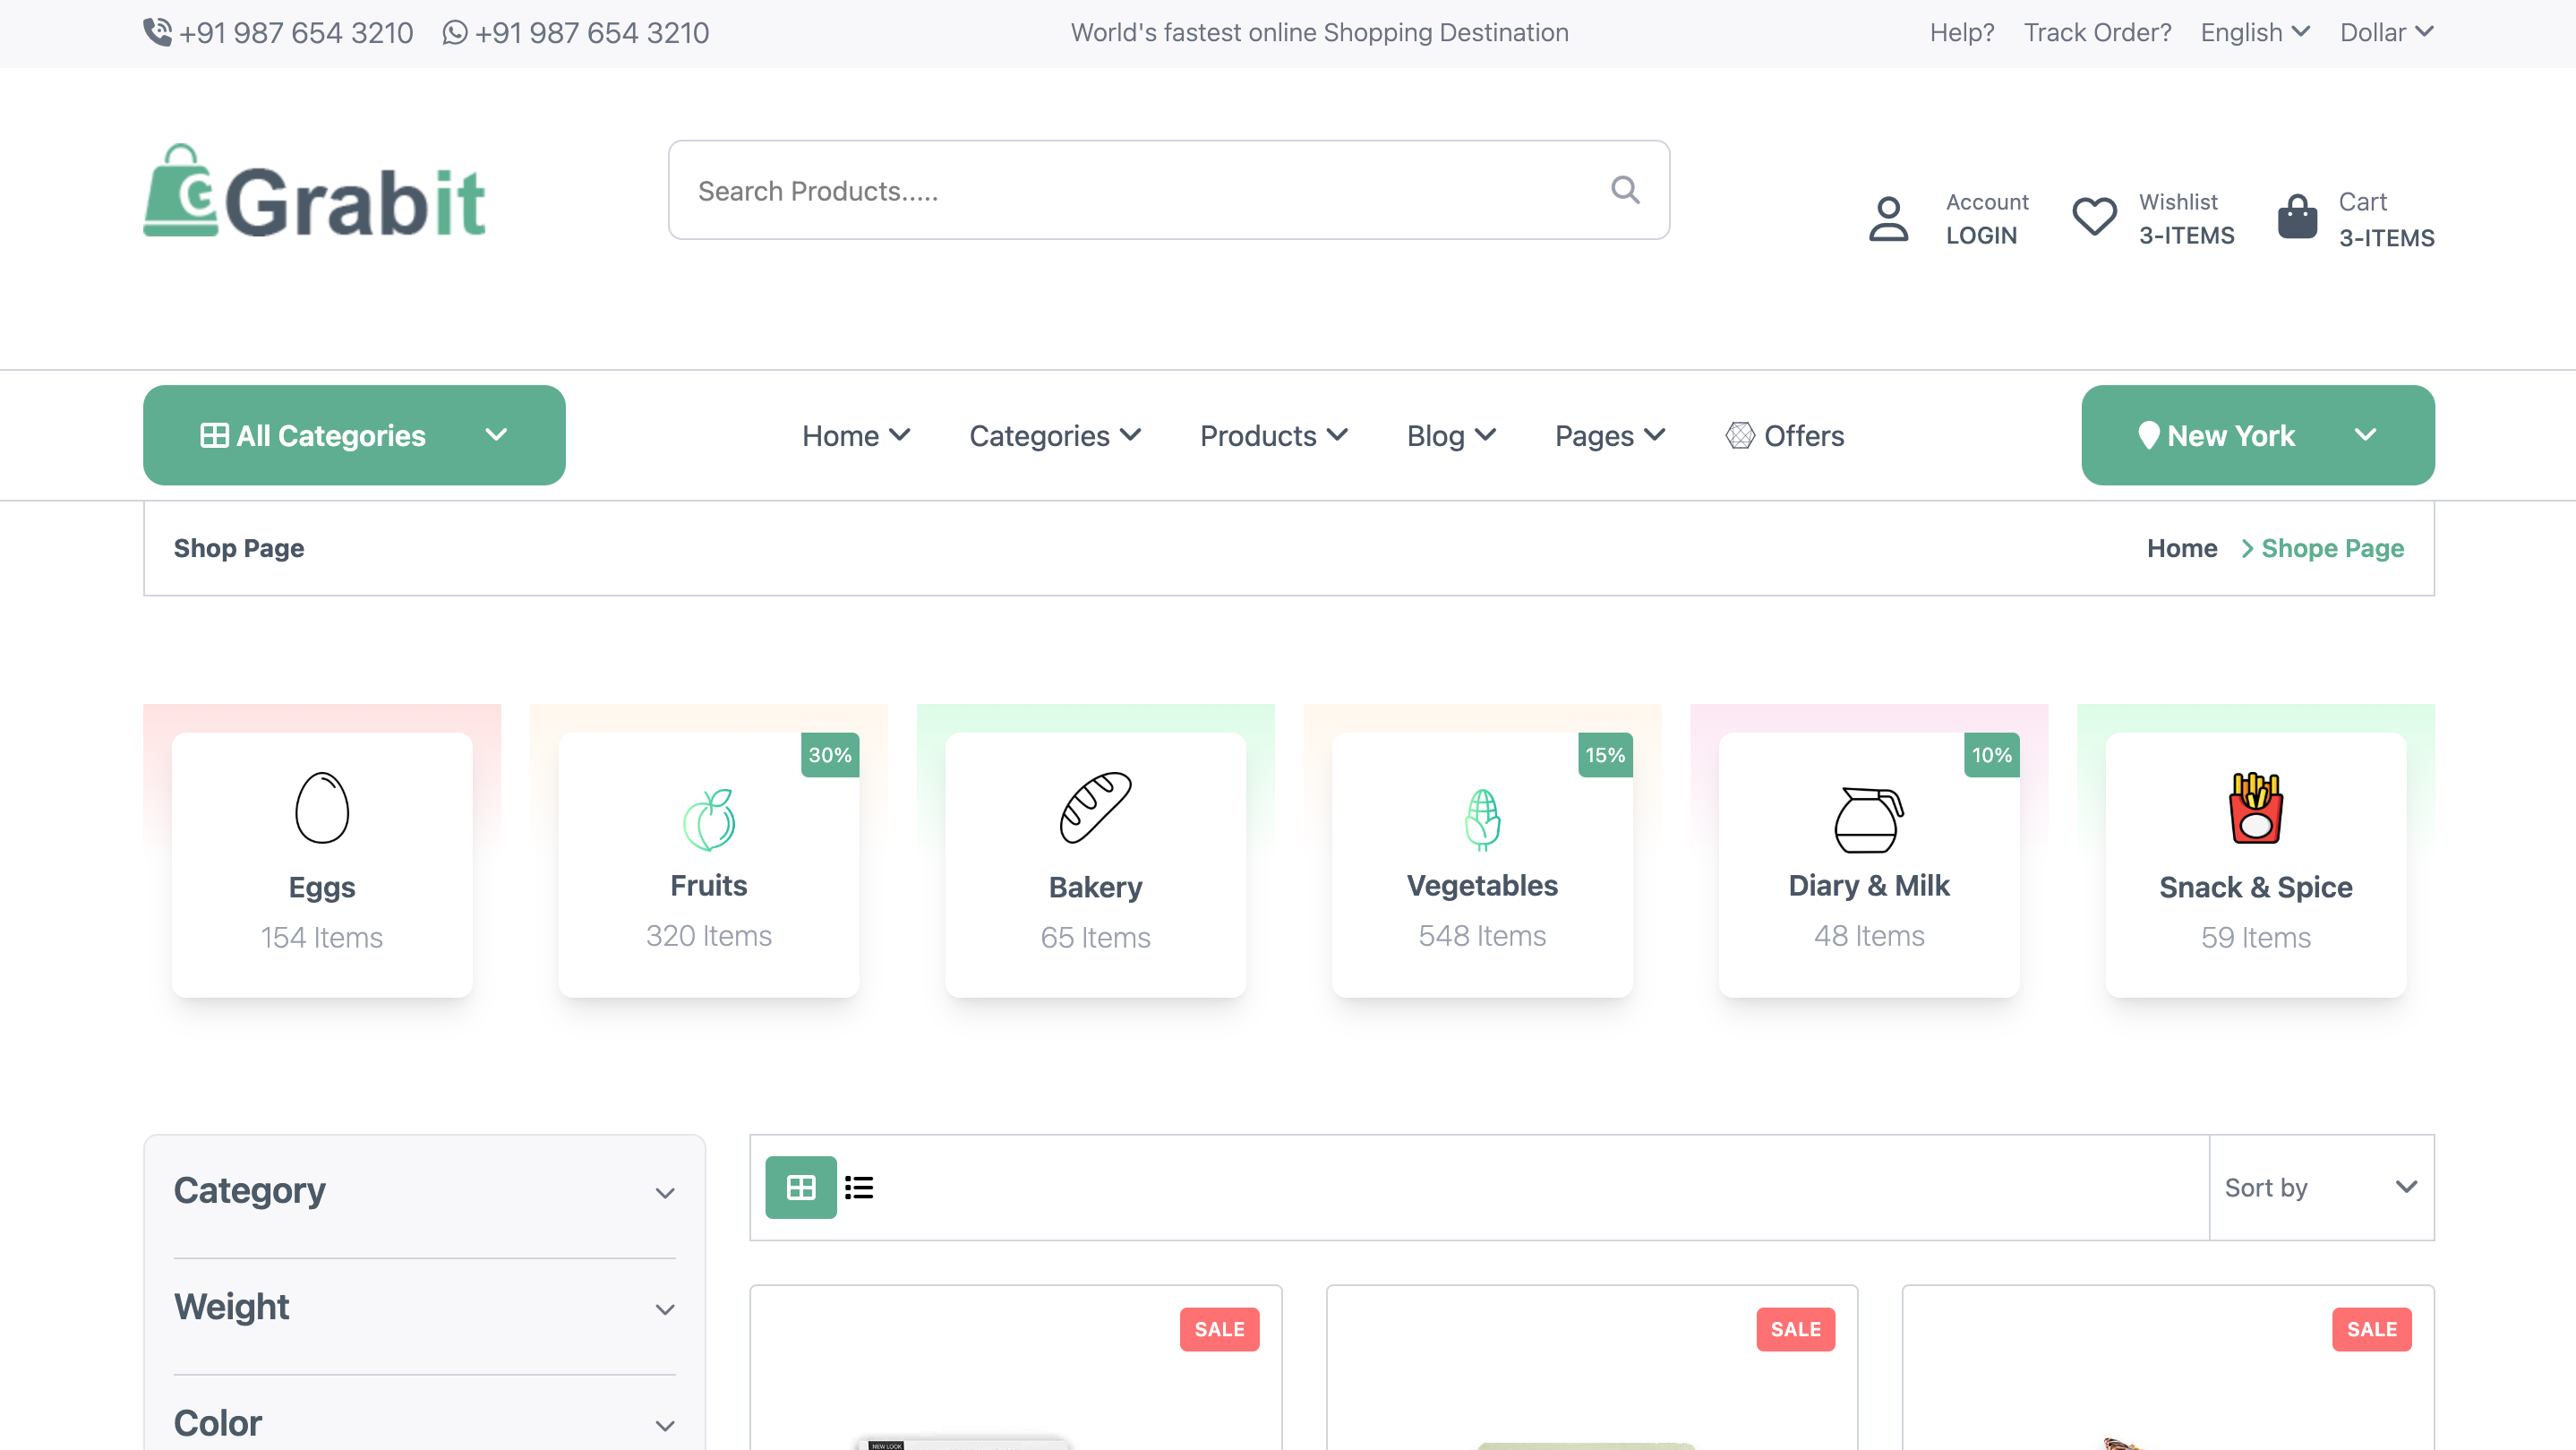 +91 987 654 3210 +91 987 654 3210 World's fastest online Shopping Destination Help? Track Order? English Dollar
Grabit
Search Products.....
Account
LOGIN
Wishlist
3-ITEMS
Cart
3-ITEMS
All Categories Home Categories Products Blog Pages Offers New York
Shop Page Home Shope Page
Eggs
154 Items
30%
Fruits
320 Items
Bakery
65 Items
15%
Vegetables
548 Items
10%
Diary & Milk
48 Items
Snack & Spice
59 Items
Category
Weight
Color
Sort by
SALE
NEW LOOK
SALE
SALE